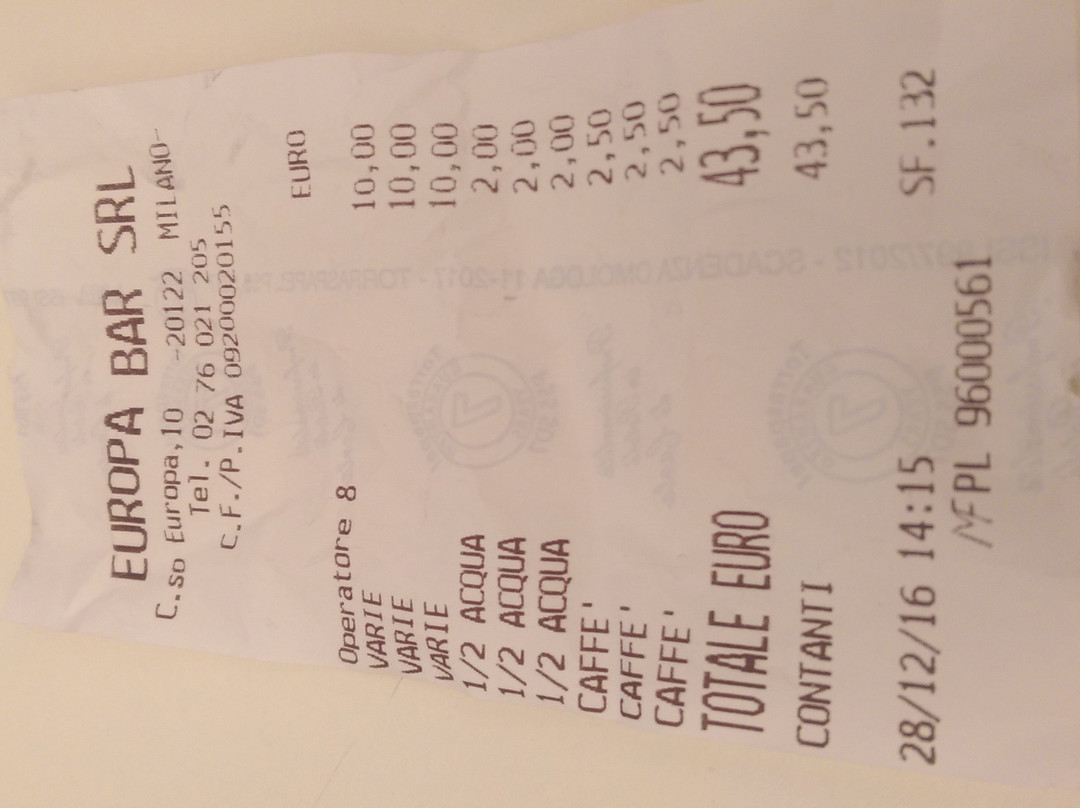 EUROPA BAR SRL
C.so Europa,10 -20122 MILANO-
Tel. 02 76 021 205
C.F./P.IVA 09200020155
EURO
Operatore 8
VARIE 10,00
VARIE 10,00
VARIE 10,00
1/2 ACQUA 2,00
1/2 ACQUA 2,00
1/2 ACQUA 2,00
CAFFE' 2,50
CAFFE' 2,50
CAFFE' 2,50
TOTALE EURO 43,50
CONTANTI 43,50
28/12/16 14:15 SF.132
MF PL 96000561